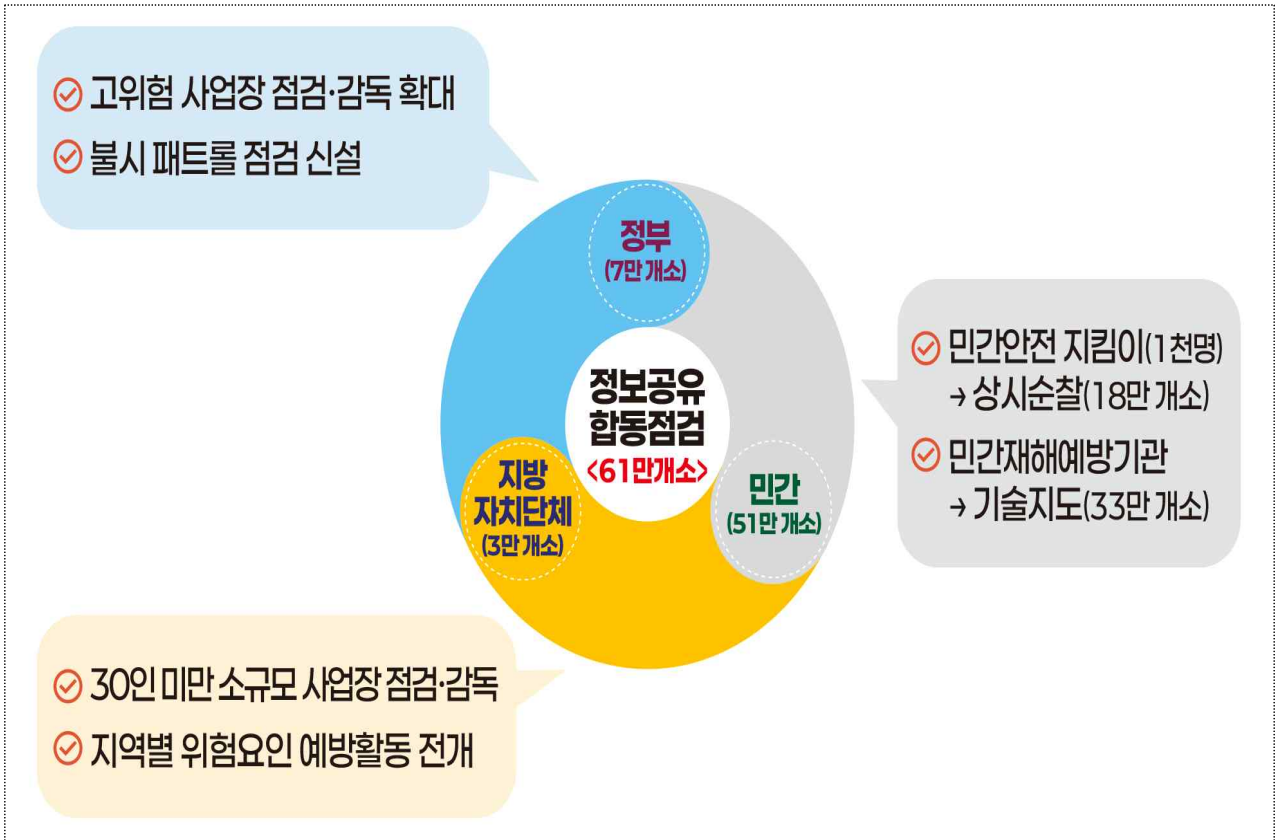 고위험 사업장 점검·감독 확대
불시 패트롤 점검 신설
정부
(7만 개소)
정보공유
합동점검
<61만개소>
지방
자치단체
(3만 개소)
민간
(51만 개소)
민간안전 지킴이(1천명)
→ 상시순찰(18만 개소)
민간재해예방기관
→ 기술지도(33만 개소)
30인 미만 소규모 사업장 점검·감독
지역별 위험요인 예방활동 전개